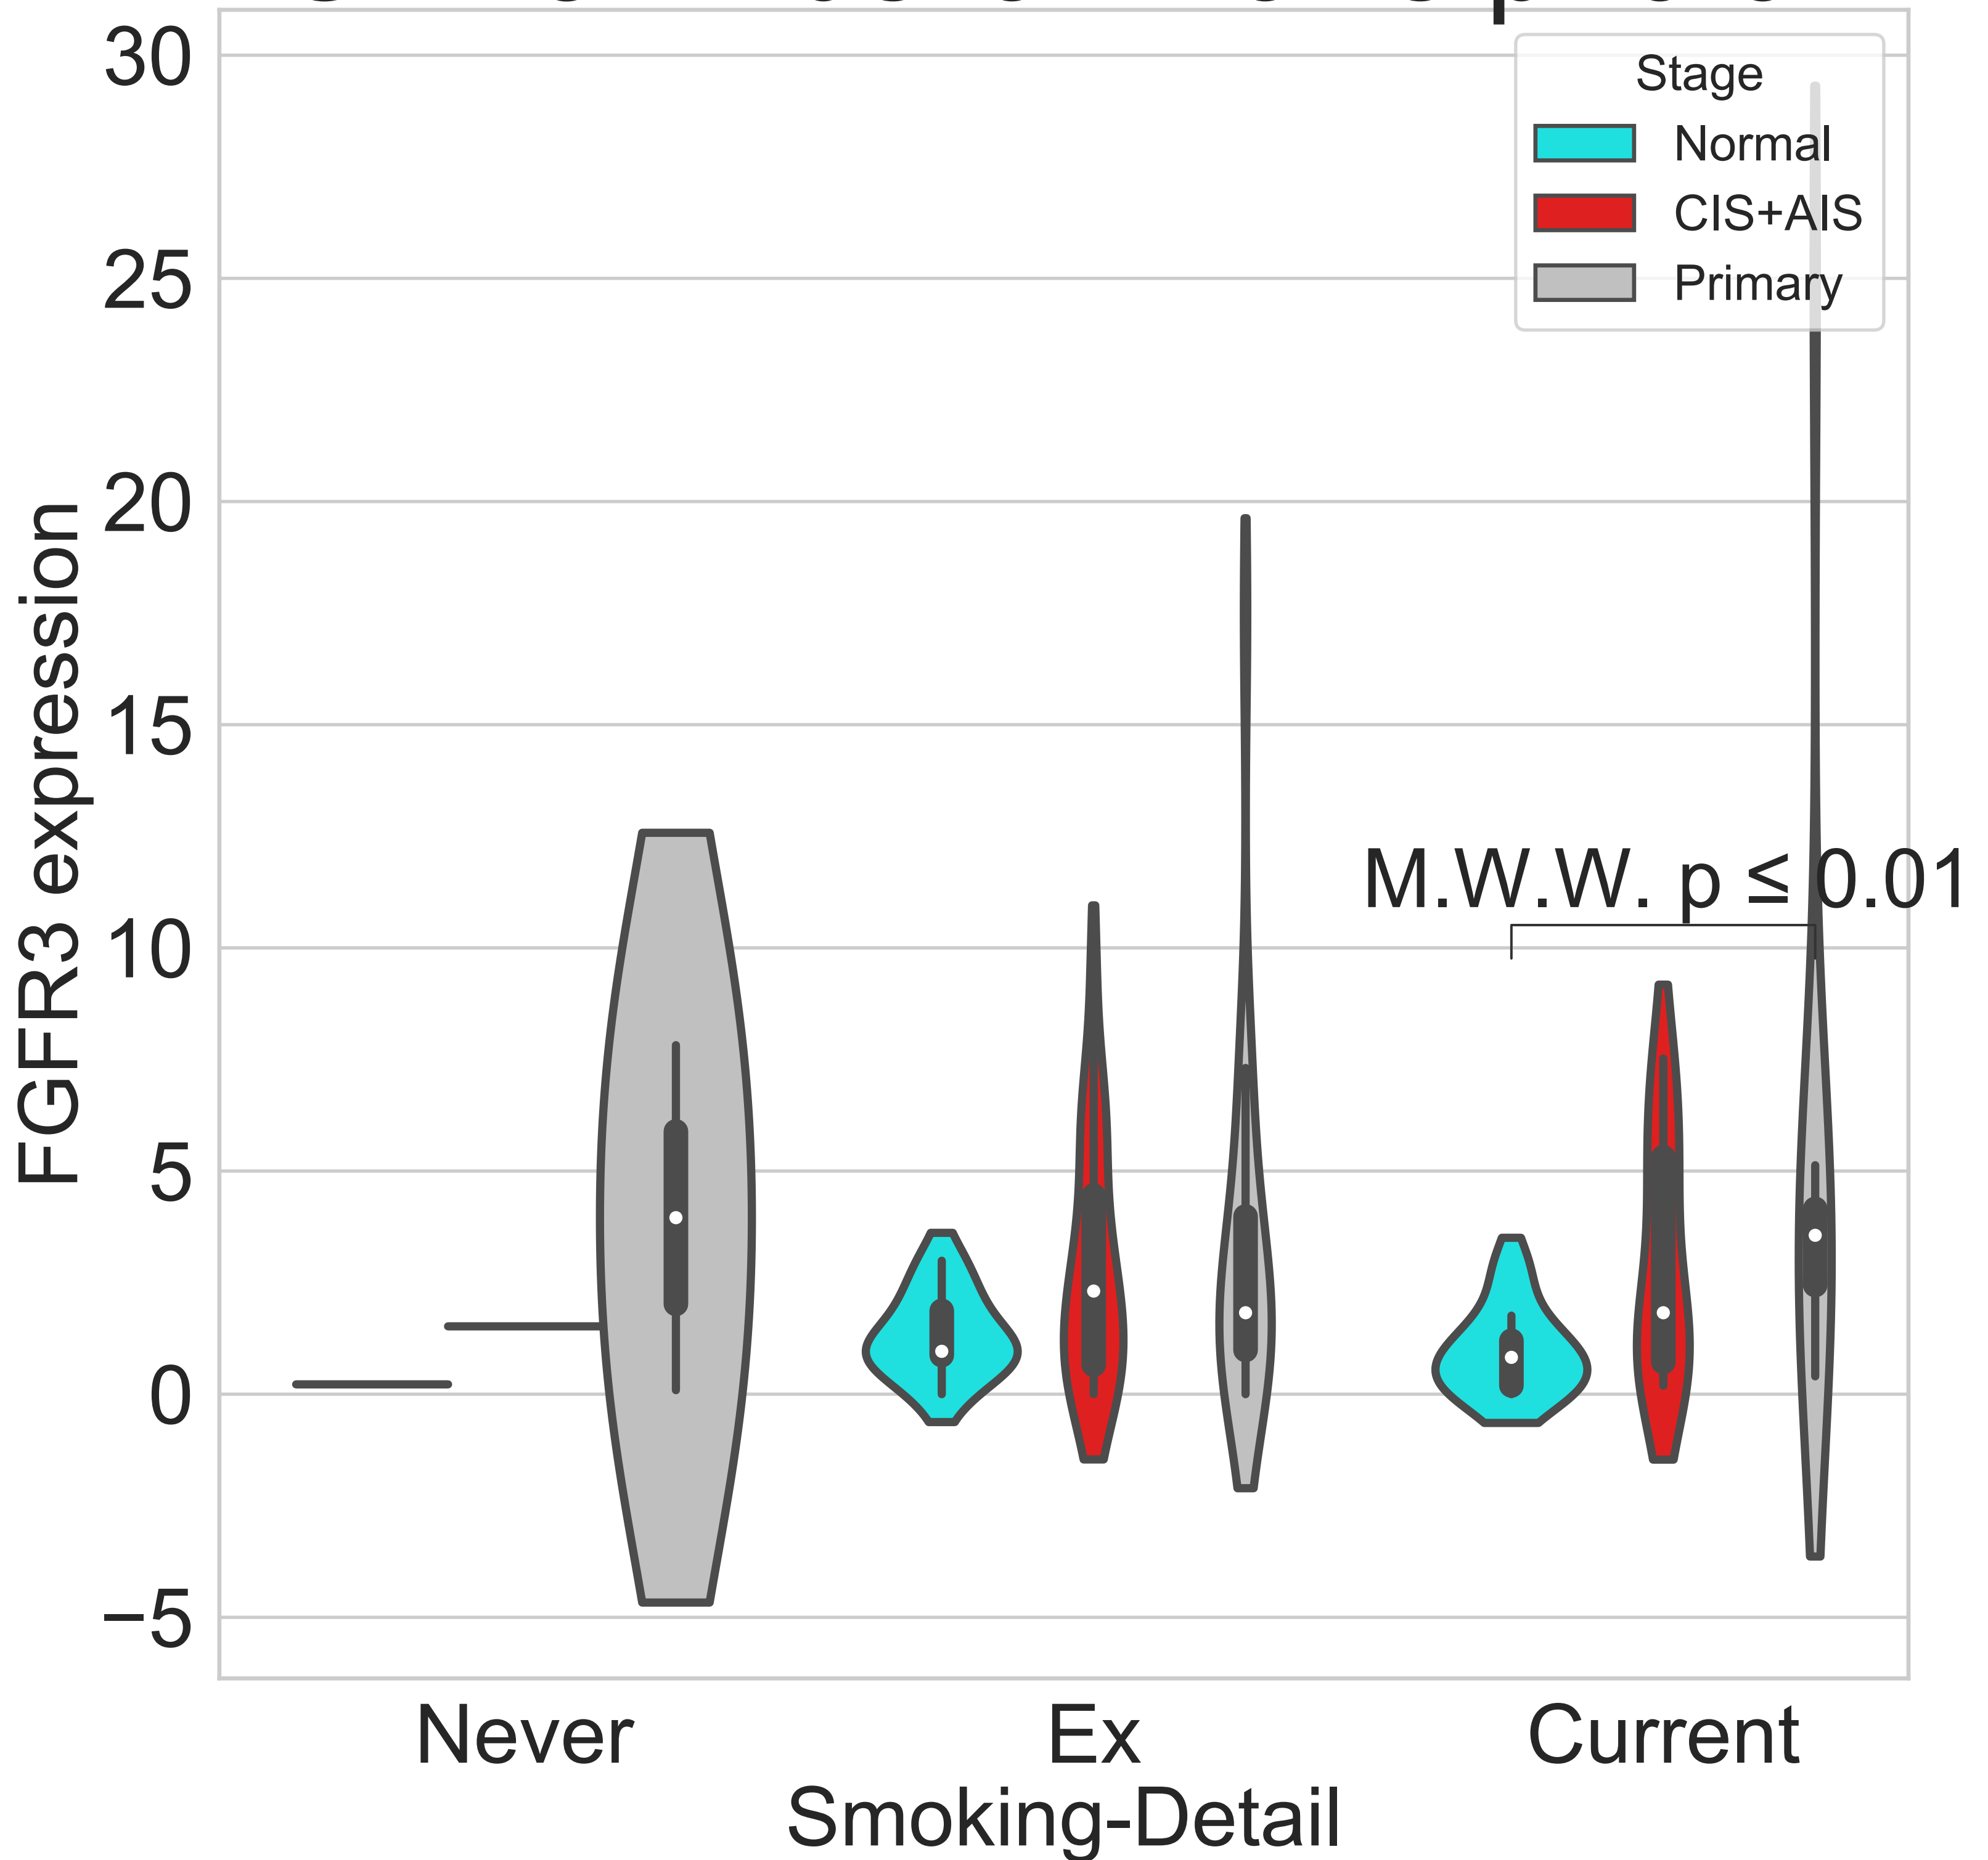 30
25
20
15
10
5
0
−5
FGFR3 expression
Stage
Normal
CIS+AIS
Primary
M.W.W. p ≤ 0.01
Never
Ex
Current
Smoking-Detail